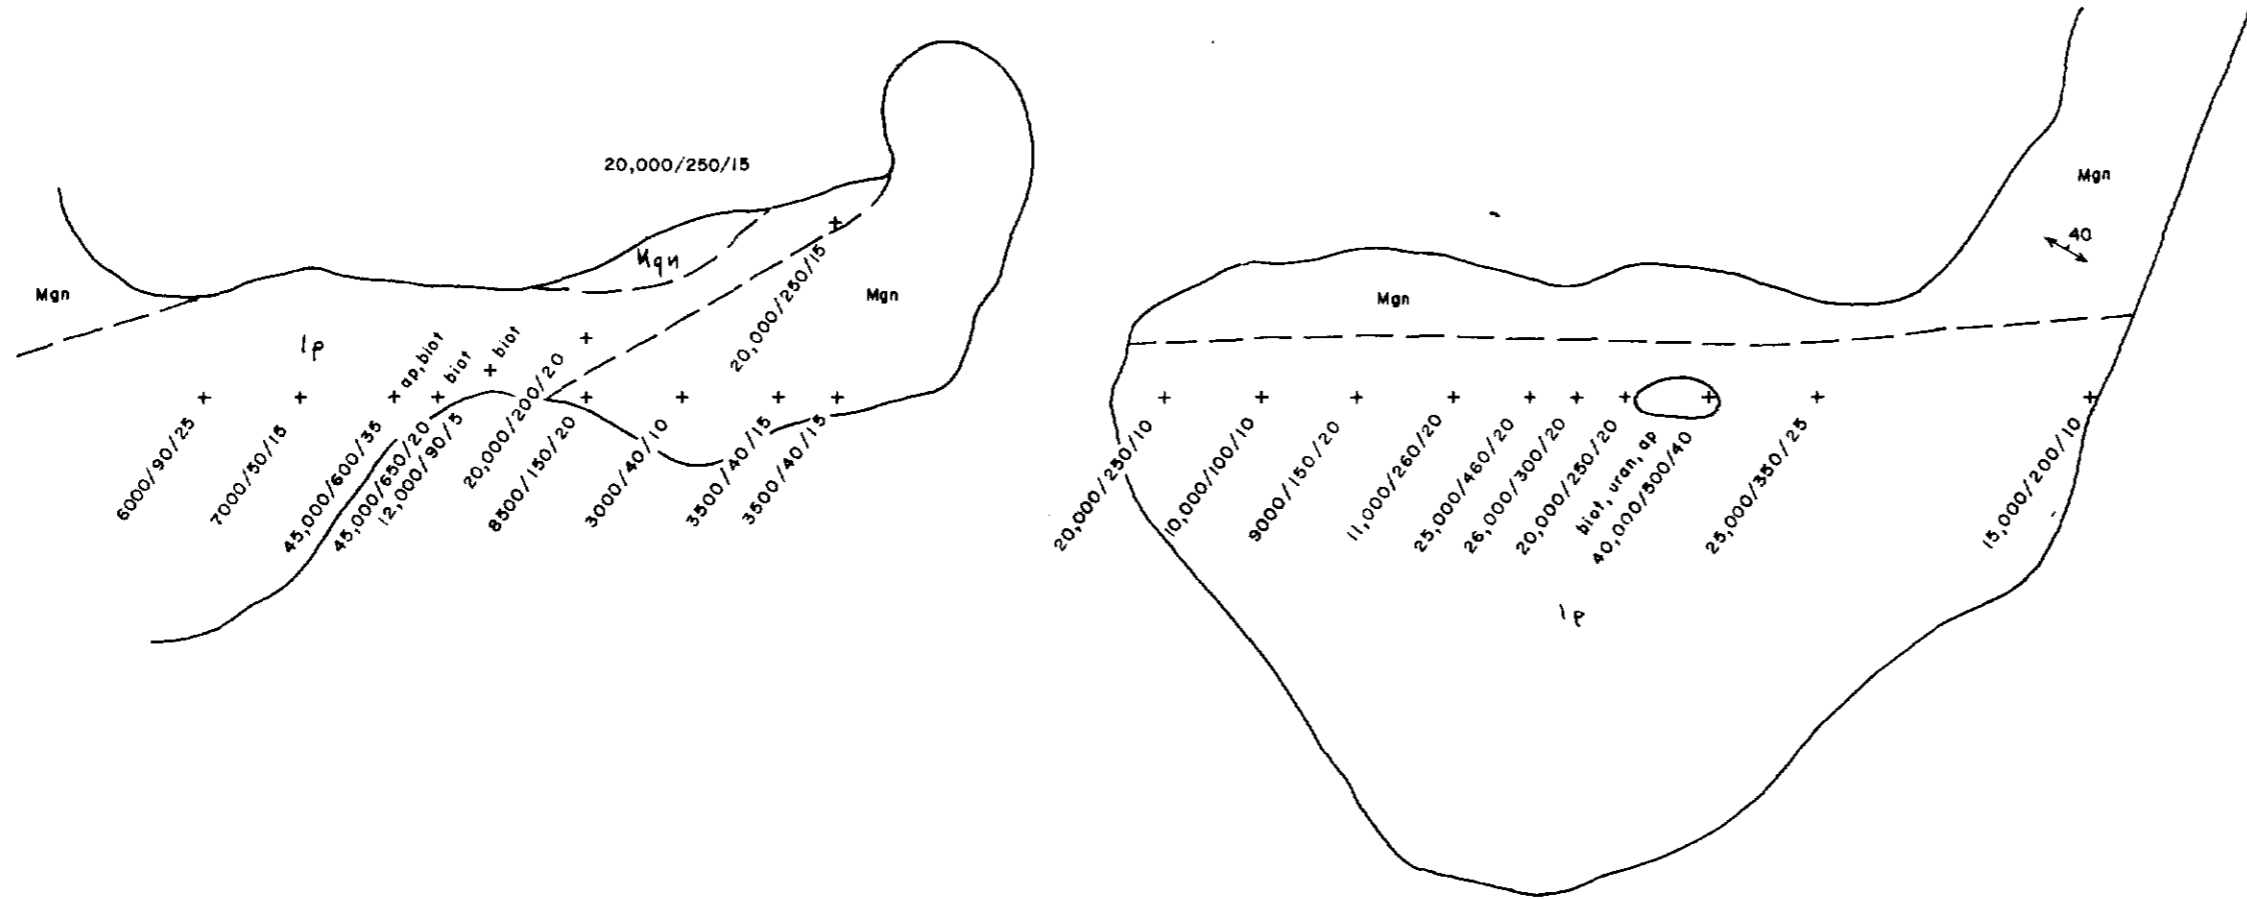 20,000/250/15
Mgn
Mgn
lp
ap, biot
biot
biot
20,000/250/15
Mgn
6000/90/25
7000/50/15
45,000/600/35
45,000/650/20
12,000/90/5
20,000/200/20
8500/150/20
3000/40/10
3500/40/15
3500/40/15
Mgn
40
Mgn
20,000/250/10
10,000/100/10
9000/150/20
11,000/260/20
25,000/460/20
26,000/300/20
20,000/250/20
biot, uran, ap
40,000/500/40
25,000/350/25
15,000/200/10
lp